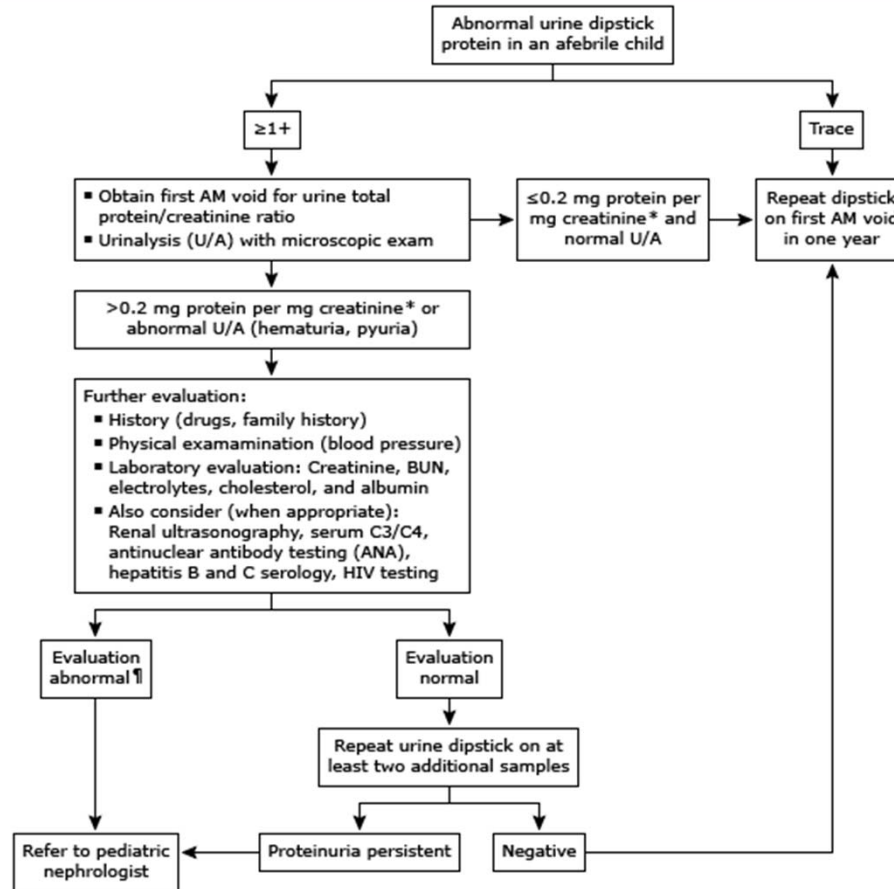 Abnormal urine dipstick
protein in an afebrile child
≥1+
Trace
▪ Obtain first AM void for urine total
protein/creatinine ratio
▪ Urinalysis (U/A) with microscopic exam
≤0.2 mg protein per
mg creatinine* and
normal U/A
Repeat dipstick
on first AM void
in one year
>0.2 mg protein per mg creatinine* or
abnormal U/A (hematuria, pyuria)
Further evaluation:
▪ History (drugs, family history)
▪ Physical examamination (blood pressure)
▪ Laboratory evaluation: Creatinine, BUN,
electrolytes, cholesterol, and albumin
▪ Also consider (when appropriate):
Renal ultrasonography, serum C3/C4,
antinuclear antibody testing (ANA),
hepatitis B and C serology, HIV testing
Evaluation
abnormal¶
Evaluation
normal
Repeat urine dipstick on at
least two additional samples
Refer to pediatric
nephrologist
Proteinuria persistent
Negative